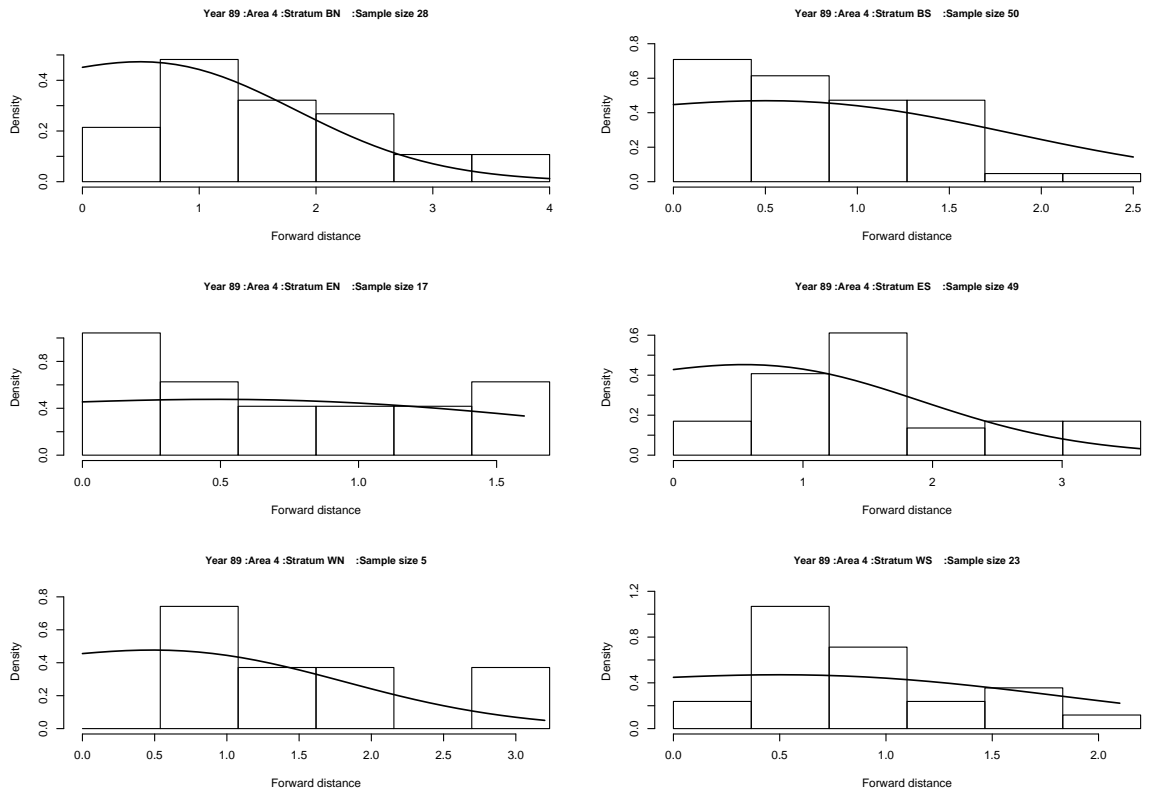 Year 89 :Area 4 :Stratum BN :Sample size 28
Density
0.0 0.2 0.4
0 1 2 3 4
Forward distance
Year 89 :Area 4 :Stratum BS :Sample size 50
Density
0.0 0.2 0.4 0.6 0.8
0.0 0.5 1.0 1.5 2.0 2.5
Forward distance
Year 89 :Area 4 :Stratum EN :Sample size 17
Density
0.0 0.4 0.8
0.0 0.5 1.0 1.5
Forward distance
Year 89 :Area 4 :Stratum ES :Sample size 49
Density
0.0 0.2 0.4 0.6
0 1 2 3
Forward distance
Year 89 :Area 4 :Stratum WN :Sample size 5
Density
0.0 0.2 0.4 0.6 0.8
0.0 0.5 1.0 1.5 2.0 2.5 3.0
Forward distance
Year 89 :Area 4 :Stratum WS :Sample size 23
Density
0.0 0.4 0.8 1.2
0.0 0.5 1.0 1.5 2.0
Forward distance